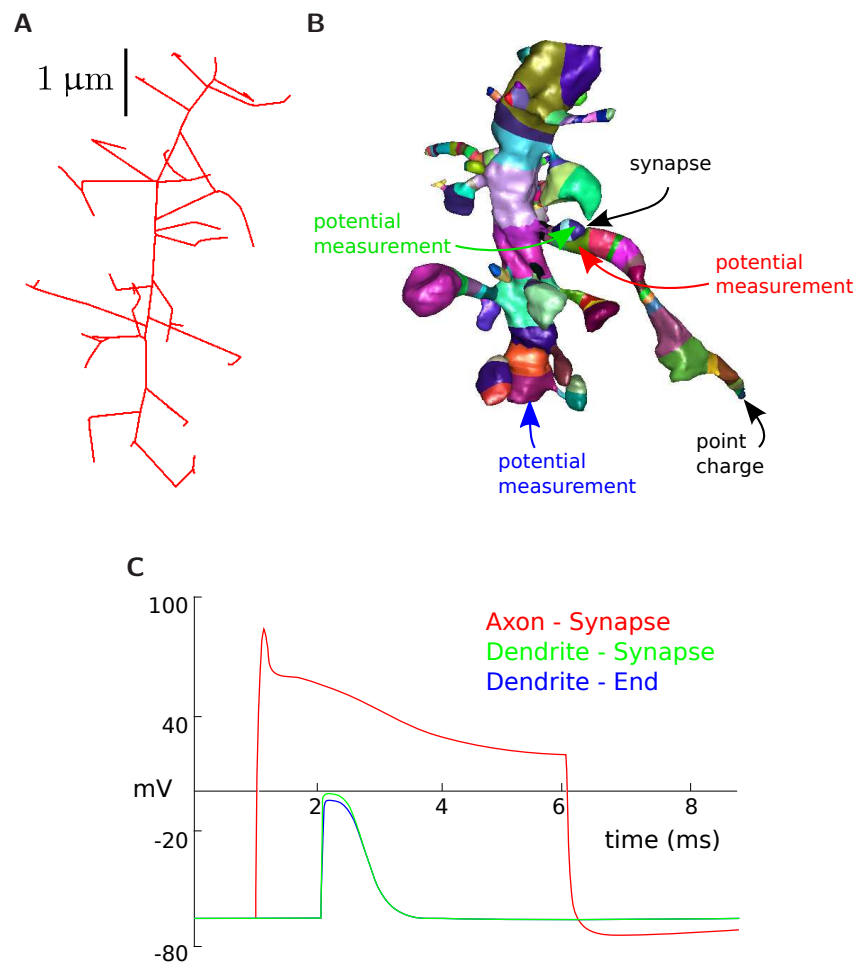 A
1 μm
B
synapse
potential
measurement
potential
measurement
potential
measurement
point
charge
C
100
40
mV
-20
-80
2
4
6
8
time (ms)
Axon - Synapse
Dendrite - Synapse
Dendrite - End